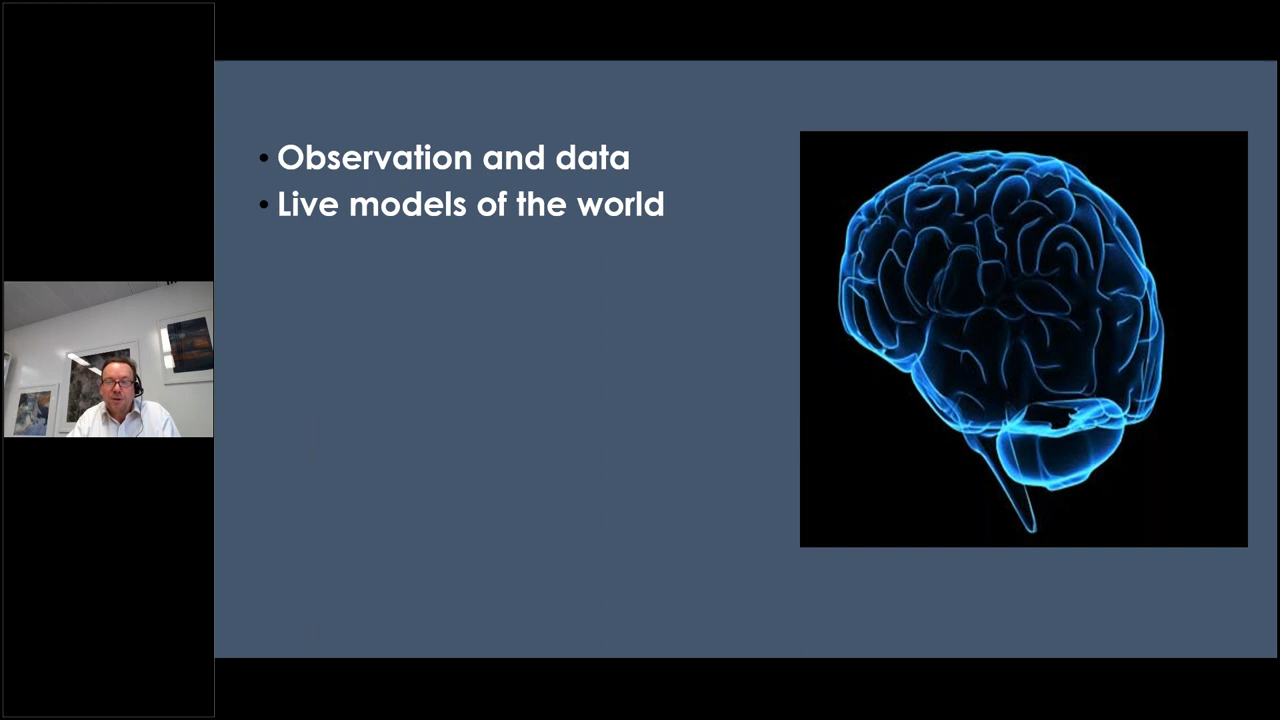 • Observation and data
• Live models of the world